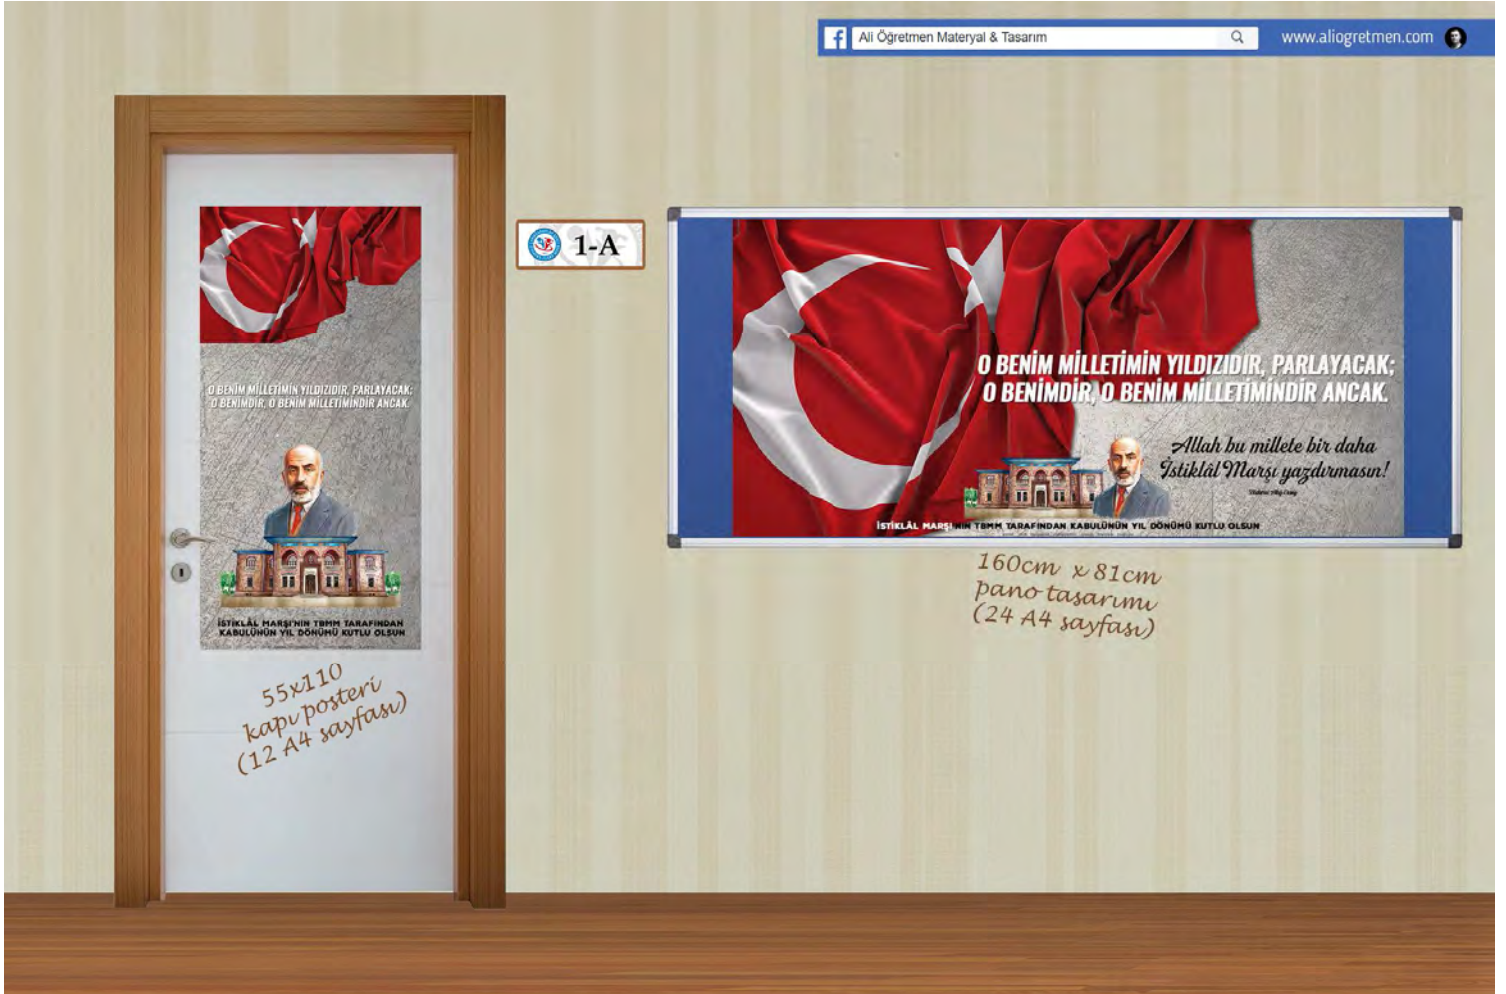 Ali Öğretmen Materyal & Tasarım
www.aliogretmen.com
1-A
O BENİM MİLLETİMİN YILDIZIDIR, PARLAYACAK;
O BENİMDİR, O BENİM MİLLETİMİNDİR ANCAK.
İSTİKLÂL MARŞI'NIN TBMM TARAFINDAN
KABULÜNÜN YIL DÖNÜMÜ KUTLU OLSUN
55x110
kapı posteri
(12 A4 sayfası)
O BENİM MİLLETİMİN YILDIZIDIR, PARLAYACAK;
O BENİMDİR, O BENİM MİLLETİMİNDİR ANCAK.
Allah bu millete bir daha
İstiklâl Marşı yazdırmasın!
İSTİKLÂL MARŞI'NIN TBMM TARAFINDAN KABULÜNÜN YIL DÖNÜMÜ KUTLU OLSUN
160cm x 81cm
pano tasarımı
(24 A4 sayfası)